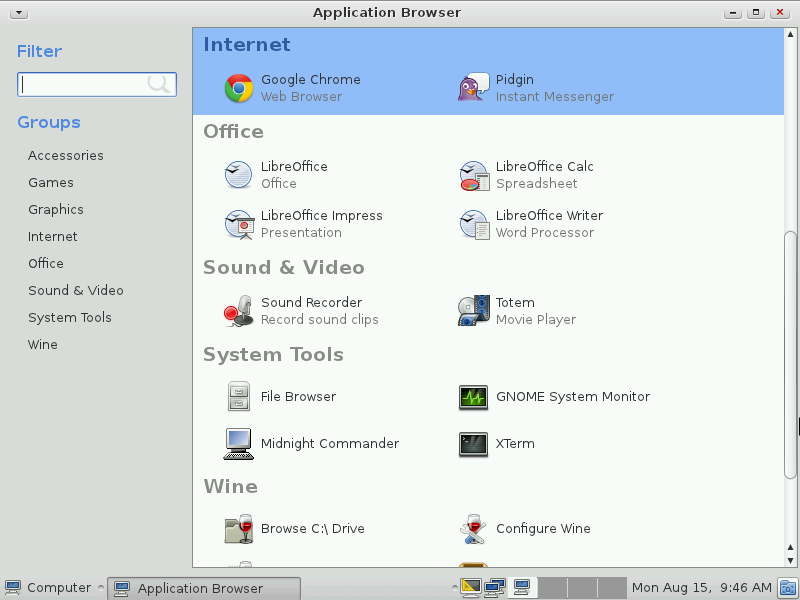 Application Browser
Filter
Groups
Accessories
Games
Graphics
Internet
Office
Sound & Video
System Tools
Wine
Internet
Google Chrome
Web Browser
Pidgin
Instant Messenger
Office
LibreOffice
Office
LibreOffice Calc
Spreadsheet
LibreOffice Impress
Presentation
LibreOffice Writer
Word Processor
Sound & Video
Sound Recorder
Record sound clips
Totem
Movie Player
System Tools
File Browser
GNOME System Monitor
Midnight Commander
XTerm
Wine
Browse C:\ Drive
Configure Wine
Computer
Application Browser
Mon Aug 15, 9:46 AM